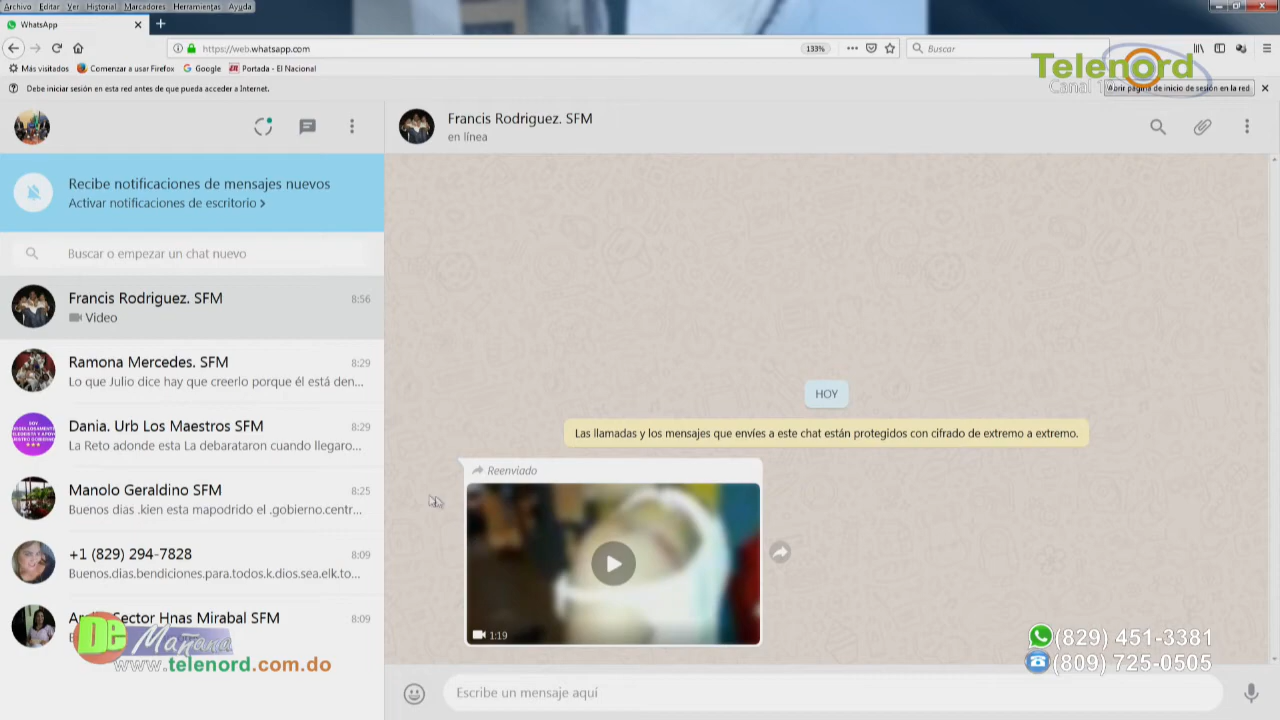 Archivo Editar Ver Historial Marcadores Herramientas Ayuda
WhatsApp
https://web.whatsapp.com
133%
Buscar
Más visitados Comenzar a usar Firefox Google Portada - El Nacional
Debe iniciar sesión en esta red antes de que pueda acceder a Internet.
Abrir página de inicio de sesión en la red
Telenord
Canal 1
Francis Rodriguez. SFM
en línea
Recibe notificaciones de mensajes nuevos
Activar notificaciones de escritorio >
Buscar o empezar un chat nuevo
Francis Rodriguez. SFM 8:56
Video
Ramona Mercedes. SFM 8:29
Lo que Julio dice hay que creerlo porque él está den...
Dania. Urb Los Maestros SFM 8:29
La Reto adonde esta La debarataron cuando llegaro...
Manolo Geraldino SFM 8:25
Buenos dias .kien esta mapodrido el .gobierno.centr...
+1 (829) 294-7828 8:09
Buenos.dias.bendiciones.para.todos.k.dios.sea.elk.to...
Sector Hnas Mirabal SFM 8:09
De Mañana
www.telenord.com.do
HOY
Las llamadas y los mensajes que envíes a este chat están protegidos con cifrado de extremo a extremo.
Reenviado
1:19
(829) 451-3381
(809) 725-0505
Escribe un mensaje aquí